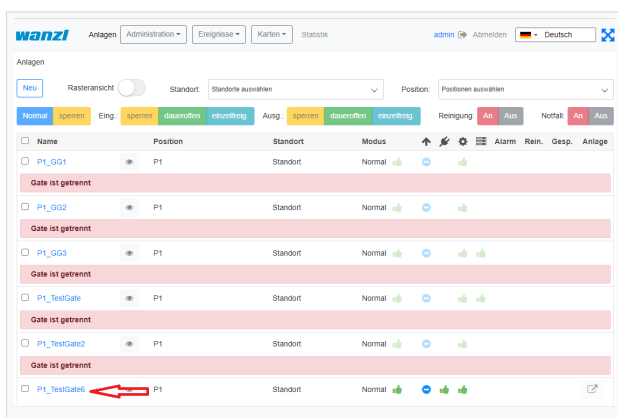 wanzl Anlagen Administration Ereignisse Karten Statistik admin Abmelden Deutsch
Anlagen
Neu Rasteransicht Standort: Standorte auswählen Position: Positionen auswählen
Normal sperren Eing.: sperren daueroffen einzelfreig. Ausg.: sperren daueroffen einzelfreig. Reinigung: An Aus Notfall: An Aus
Name Position Standort Modus Alarm Rein. Gesp. Anlage
P1_GG1 P1 Standort Normal
Gate ist getrennt
P1_GG2 P1 Standort Normal
Gate ist getrennt
P1_GG3 P1 Standort Normal
Gate ist getrennt
P1_TestGate P1 Standort Normal
Gate ist getrennt
P1_TestGate2 P1 Standort Normal
Gate ist getrennt
P1_TestGate6 P1 Standort Normal